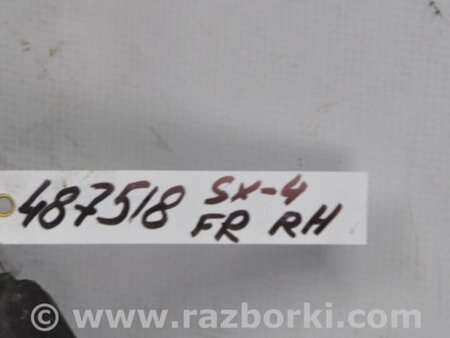 487518 SX-4
FR RH
www.razborki.com